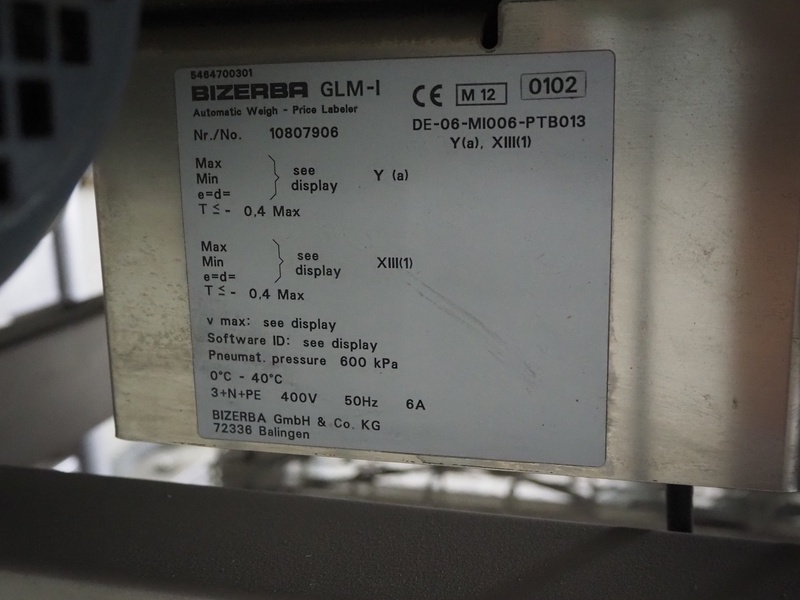 5464700301
BIZERBA GLM-I
CE M 12 0102
Automatic Weigh - Price Labeler
DE-06-MI006-PTB013
Nr./No. 10807906
Y(a), XIII(1)
Max
Min
e=d=
see
display
Y (a)
T ≤ - 0,4 Max
Max
Min
e=d=
see
display
XIII(1)
T ≤ - 0,4 Max
v max: see display
Software ID: see display
Pneumat. pressure 600 kPa
0°C - 40°C
3+N+PE 400V 50Hz 6A
BIZERBA GmbH & Co. KG
72336 Balingen